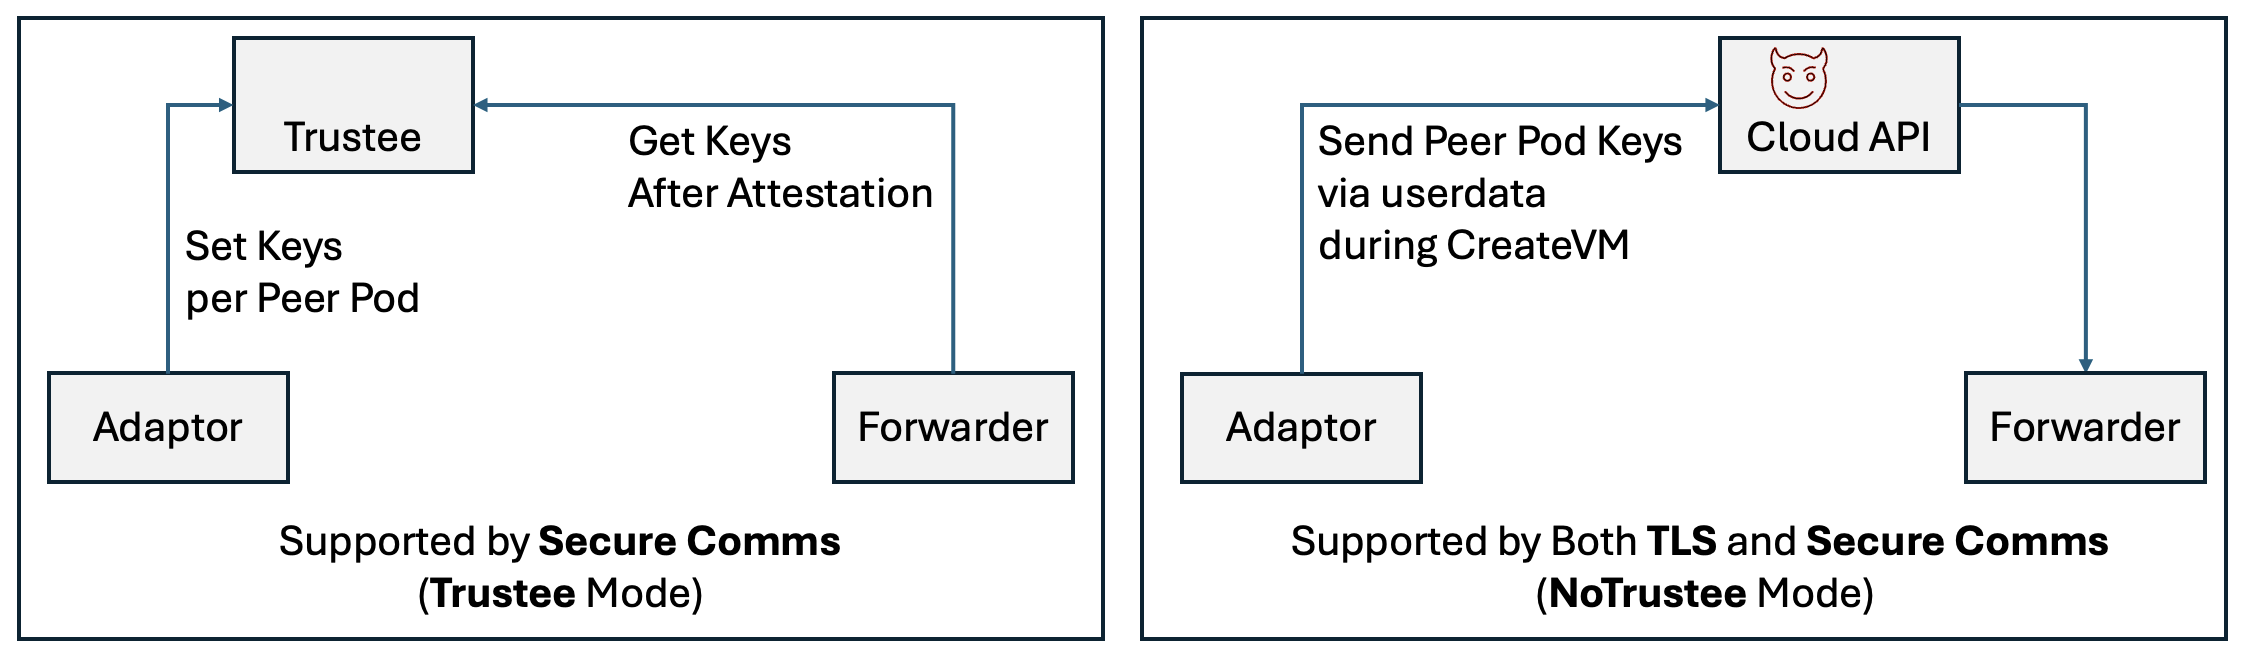 Trustee
Get Keys
After Attestation
Set Keys
per Peer Pod
Adaptor
Forwarder
Supported by Secure Comms
(Trustee Mode)
Cloud API
Send Peer Pod Keys
via userdata
during CreateVM
Adaptor
Forwarder
Supported by Both TLS and Secure Comms
(NoTrustee Mode)